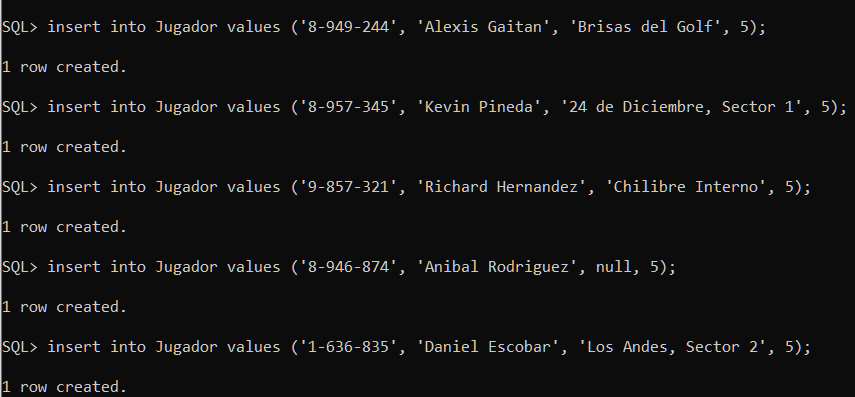 SQL> insert into Jugador values ('8-949-244', 'Alexis Gaitan', 'Brisas del Golf', 5);
1 row created.
SQL> insert into Jugador values ('8-957-345', 'Kevin Pineda', '24 de Diciembre, Sector 1', 5);
1 row created.
SQL> insert into Jugador values ('9-857-321', 'Richard Hernandez', 'Chilibre Interno', 5);
1 row created.
SQL> insert into Jugador values ('8-946-874', 'Anibal Rodriguez', null, 5);
1 row created.
SQL> insert into Jugador values ('1-636-835', 'Daniel Escobar', 'Los Andes, Sector 2', 5);
1 row created.